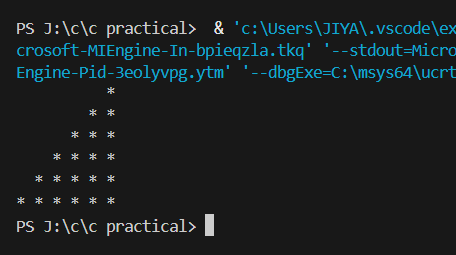 PS J:\c\c practical>  & 'c:\Users\JIYA\.vscode\ex
crosoft-MIEngine-In-bpieqzla.tkq' '--stdout=Micro
Engine-Pid-3eolyvpg.ytm' '--dbgExe=C:\msys64\ucrt
          *
        * *
      * * *
    * * * *
  * * * * *
* * * * * *
PS J:\c\c practical>